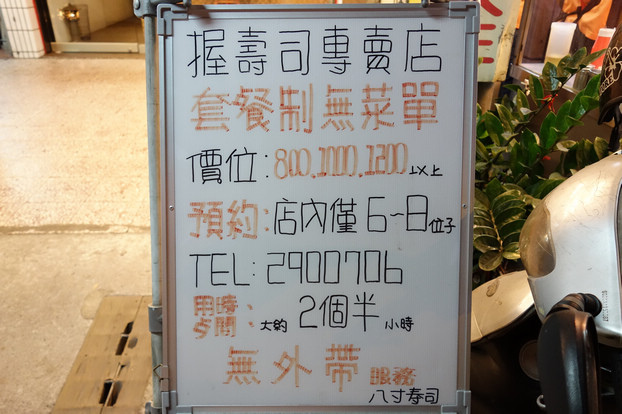 握壽司專賣店
套餐制無菜單
價位:800.1000.1200以上
預約:店內僅6~8位子
TEL:2900706
用時
夕間:大約2個半小時
無外帶服務
八寸壽司